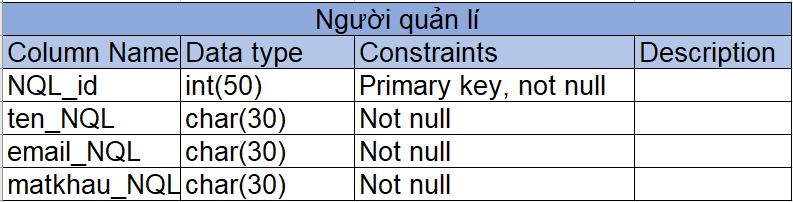 Người quản lí
Column Name Data type Constraints Description
NQL_id int(50) Primary key, not null
ten_NQL char(30) Not null
email_NQL char(30) Not null
matkhau_NQL char(30) Not null